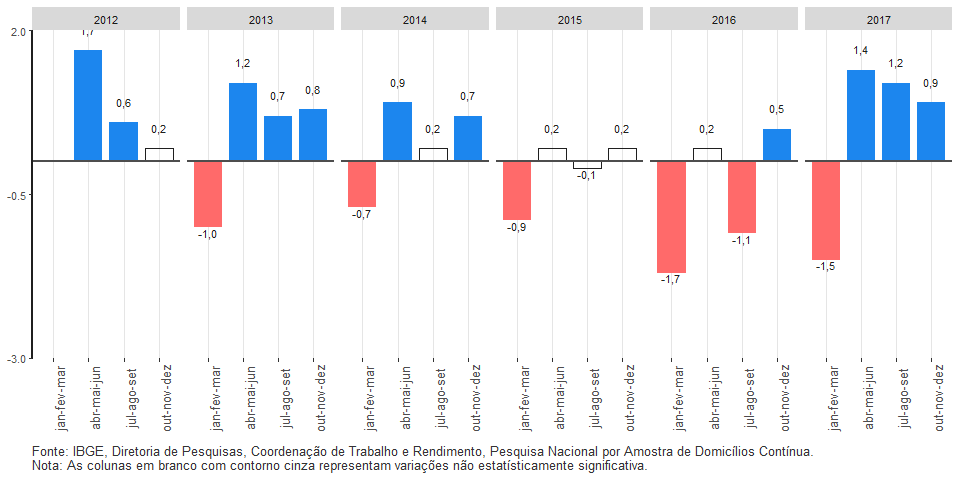 2012 2013 2014 2015 2016 2017
2.0
-0.5
-3.0
1,7 0,6 0,2
-1,0 1,2 0,7 0,8
-0,7 0,9 0,2 0,7
-0,9 0,2 -0,1 0,2
-1,7 0,2 -1,1 0,5
-1,5 1,4 1,2 0,9
jan-fev-mar abr-mai-jun jul-ago-set out-nov-dez
jan-fev-mar abr-mai-jun jul-ago-set out-nov-dez
jan-fev-mar abr-mai-jun jul-ago-set out-nov-dez
jan-fev-mar abr-mai-jun jul-ago-set out-nov-dez
jan-fev-mar abr-mai-jun jul-ago-set out-nov-dez
jan-fev-mar abr-mai-jun jul-ago-set out-nov-dez
Fonte: IBGE, Diretoria de Pesquisas, Coordenação de Trabalho e Rendimento, Pesquisa Nacional por Amostra de Domicílios Contínua.
Nota: As colunas em branco com contorno cinza representam variações não estatísticamente significativa.